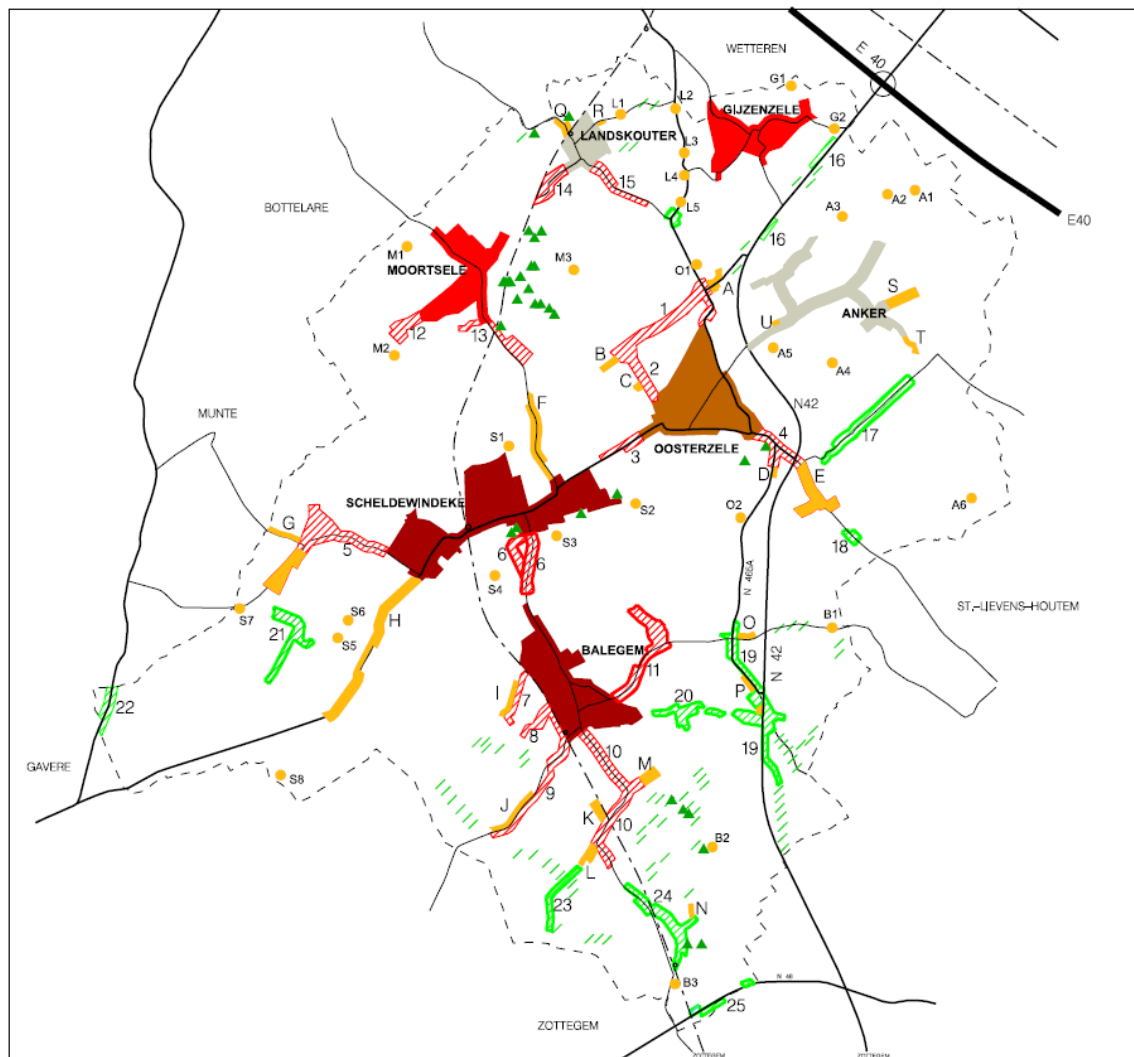 6
WETTEREN
E 40
G1
GIJZENZELE
L2
L1
Q
R
G2
LANDSKOUTER
16
L3
L4
14
15
L5
A2
A1
A3
E40
BOTTELARE
16
M1
MOORTSELE
M3
O1
A
S
1
ANKER
U
T
12
13
B
2
A5
M2
C
A4
N42
F
MUNTE
4
17
S1
OOSTERZELE
3
D
E
SCHELDEWINDEKE
S2
A6
O2
G
5
S3
18
6
6
S4
N 465A
S7
S6
H
B1
ST.-LIEVENS-HOUTEM
S5
O
21
BALEGEM
19
11
N 42
I
7
P
20
22
8
19
10
GAVERE
S8
M
9
J
K
10
B2
L
23
24
N
B3
N 46
25
ZOTTEGEM
ZOTTEGEM
ZOTTEGEM